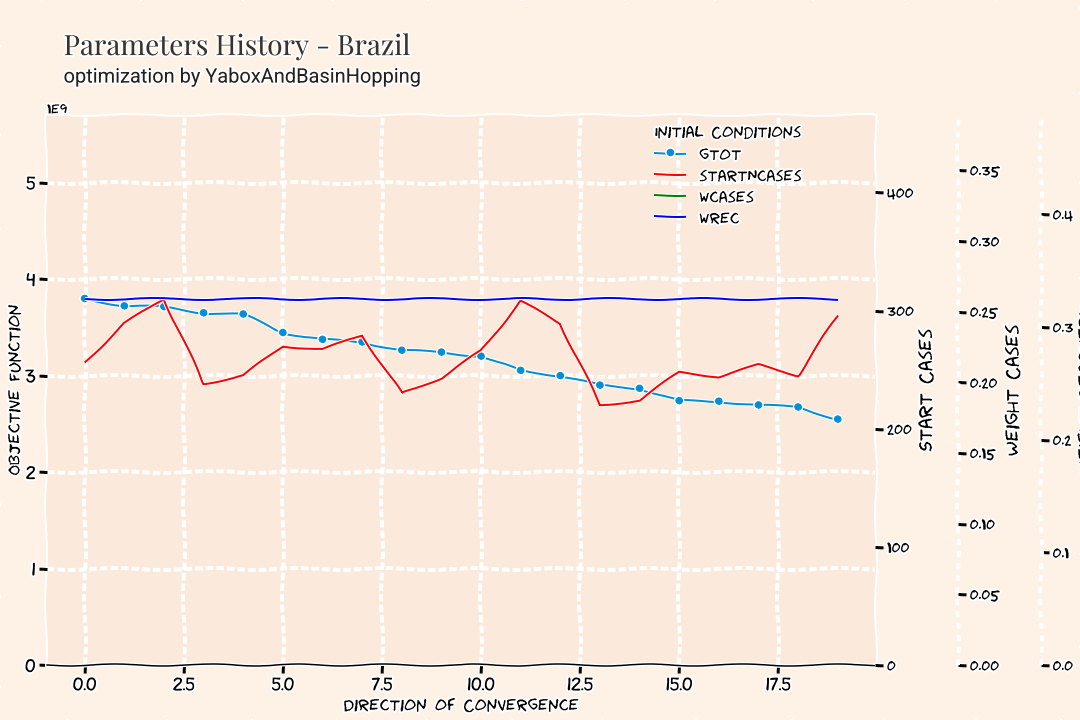 Parameters History - Brazil
optimization by YaboxAndBasinHopping
1E9
INITIAL CONDITIONS
GTOT
STARTNCASES
WCASES
WREC
5
4
3
2
1
0
OBJECTIVE FUNCTION
0.0 2.5 5.0 7.5 10.0 12.5 15.0 17.5
DIRECTION OF CONVERGENCE
400
300
200
100
0
START CASES
0.35
0.30
0.25
0.20
0.15
0.10
0.05
0.00
WEIGHT CASES
0.4
0.3
0.2
0.1
0.0